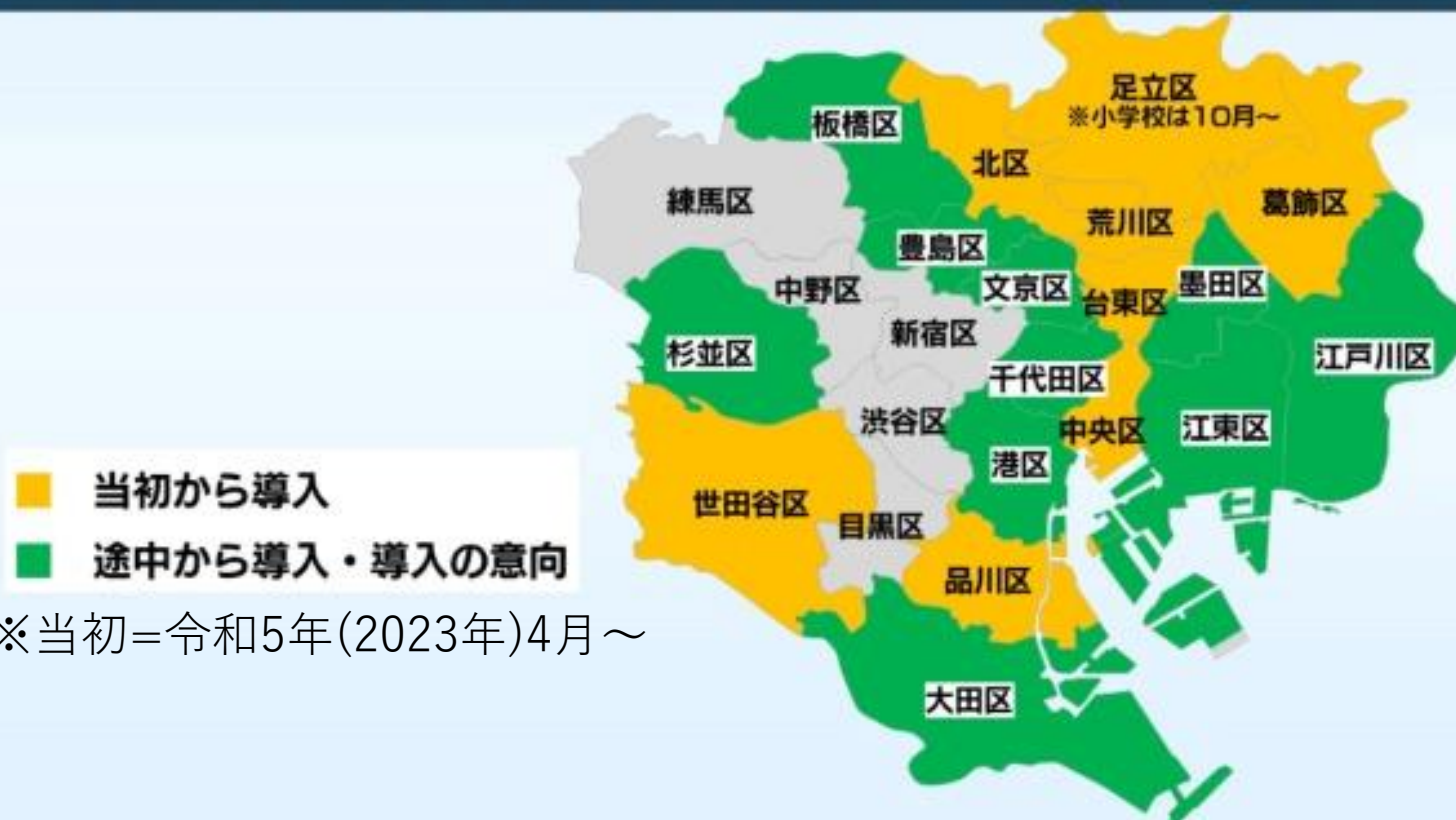 足立区
※小学校は10月～
板橋区
北区
練馬区
葛飾区
荒川区
豊島区
中野区
文京区
墨田区
台東区
新宿区
杉並区
江戸川区
千代田区
渋谷区
中央区
江東区
港区
世田谷区
目黒区
品川区
大田区
当初から導入
途中から導入・導入の意向
※当初=令和5年(2023年)4月～